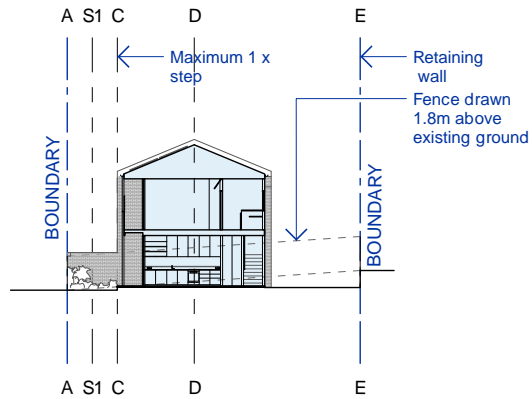 A S1 C D E
Maximum 1 x
step
Retaining
wall
Fence drawn
1.8m above
existing ground
BOUNDARY
BOUNDARY
A S1 C D E